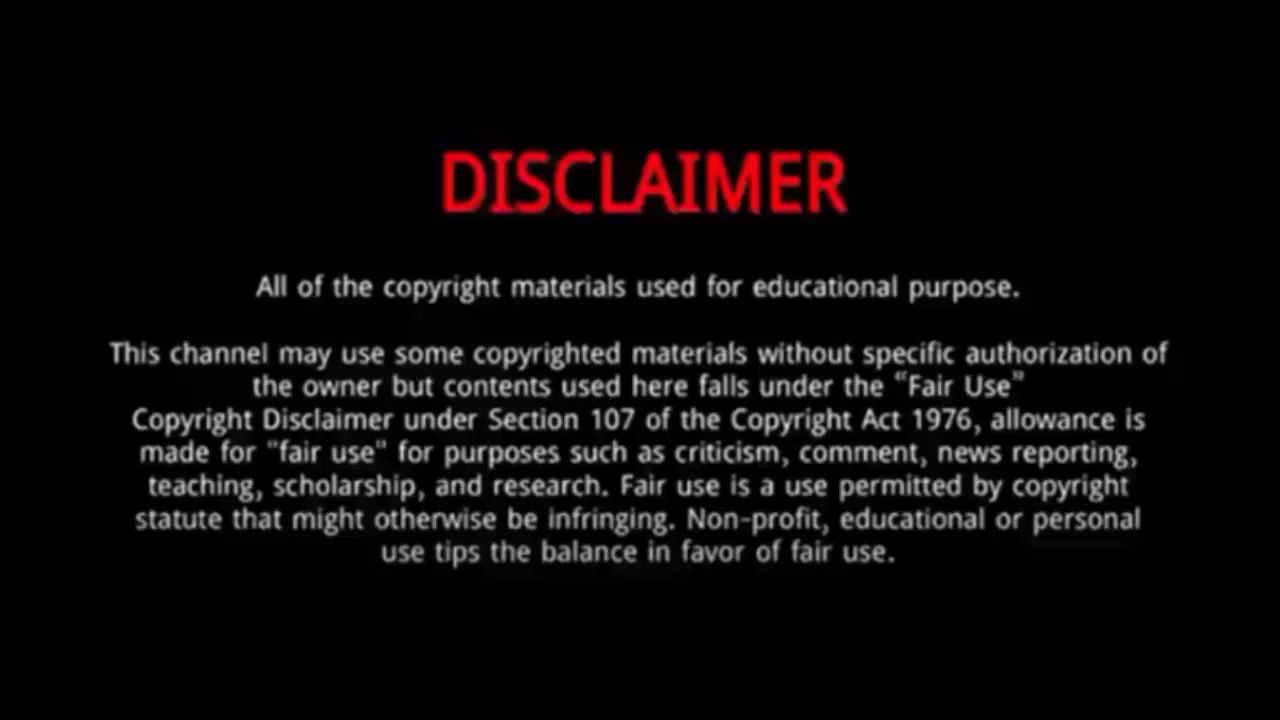 DISCLAIMER
All of the copyright materials used for educational purpose.
This channel may use some copyrighted materials without specific authorization of
the owner but contents used here falls under the “Fair Use”
Copyright Disclaimer under Section 107 of the Copyright Act 1976, allowance is
made for "fair use" for purposes such as criticism, comment, news reporting,
teaching, scholarship, and research. Fair use is a use permitted by copyright
statute that might otherwise be infringing. Non-profit, educational or personal
use tips the balance in favor of fair use.